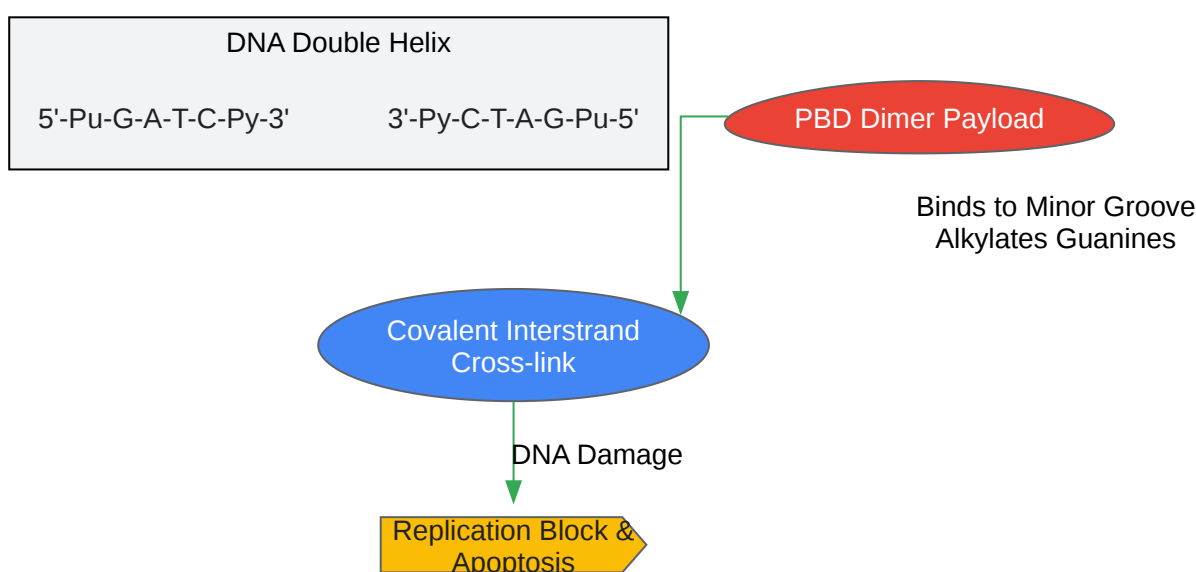 DNA Double Helix
5'-Pu-G-A-T-C-Py-3'
3'-Py-C-T-A-G-Pu-5'
PBD Dimer Payload
Binds to Minor Groove
Alkylates Guanines
Covalent Interstrand
Cross-link
DNA Damage
Replication Block &
Apoptosis